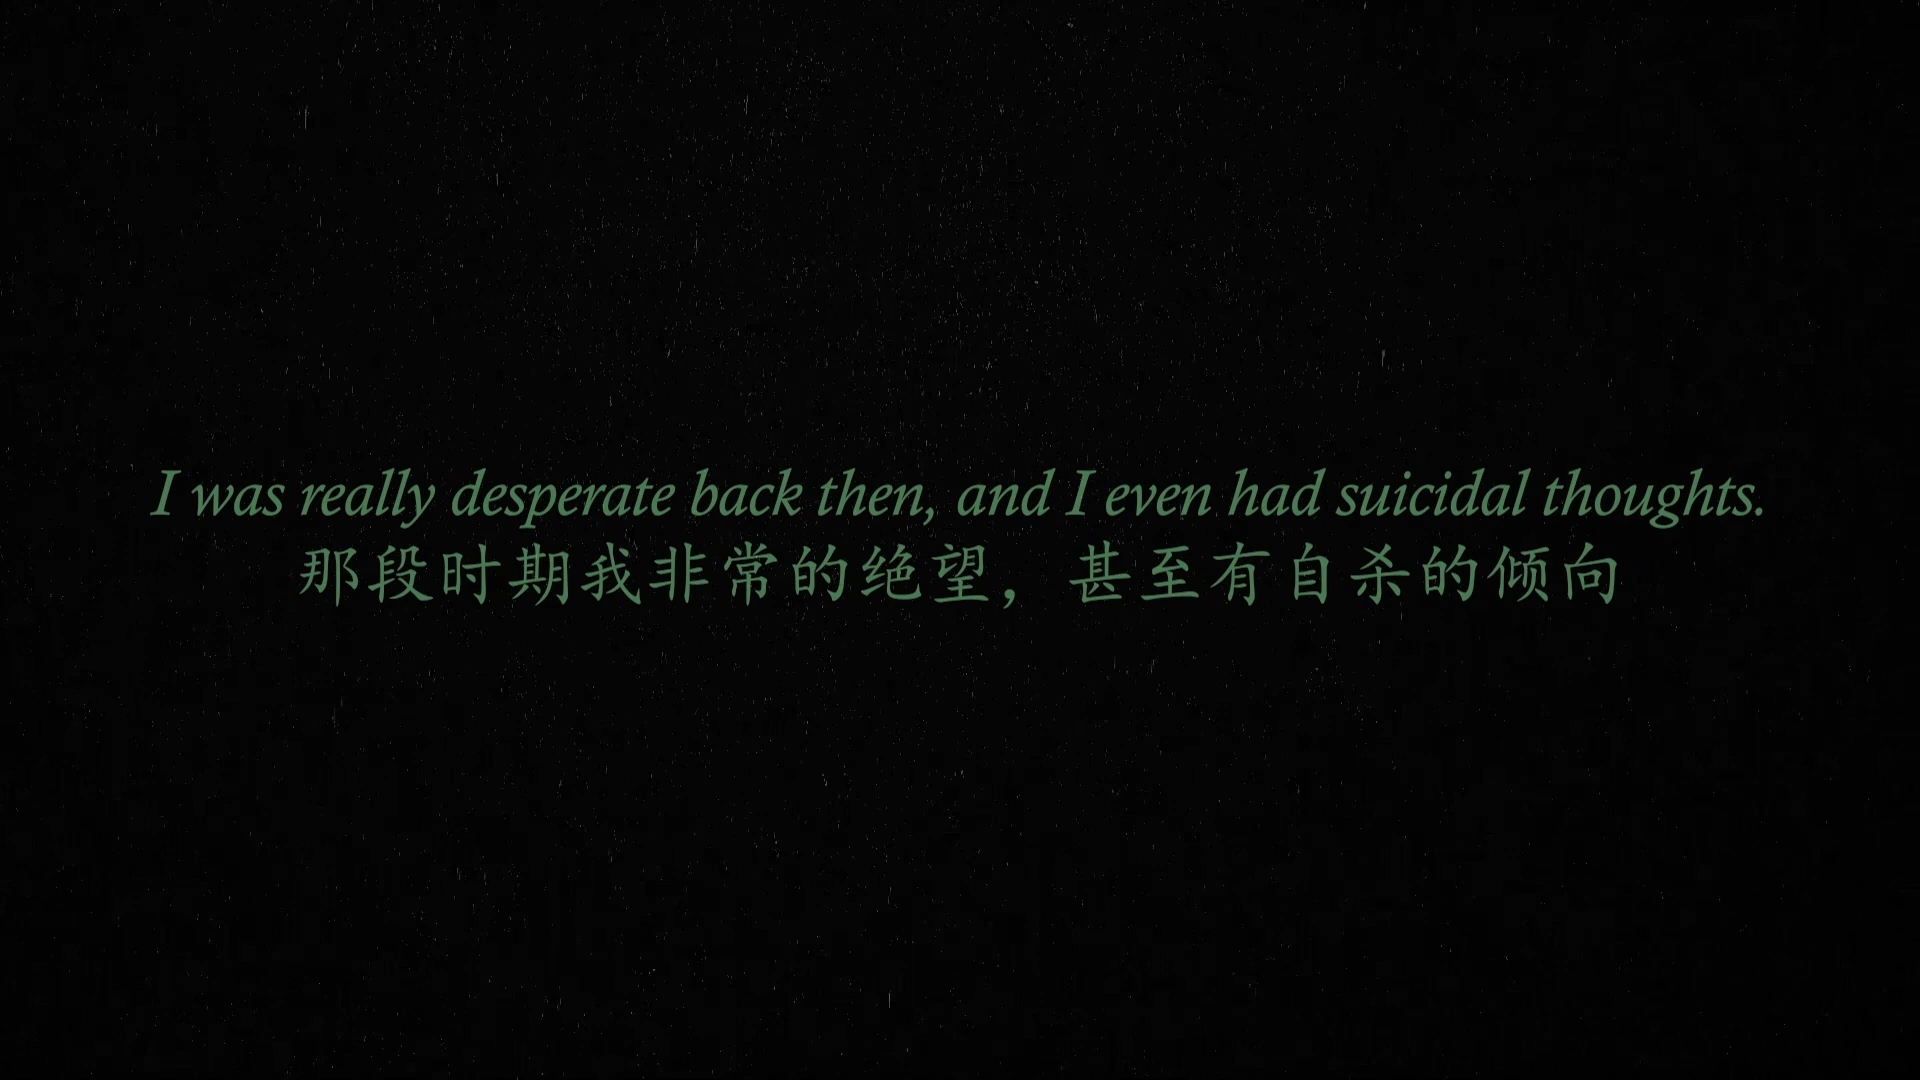 I was really desperate back then, and I even had suicidal thoughts.
那段时期我非常的绝望，甚至有自杀的倾向